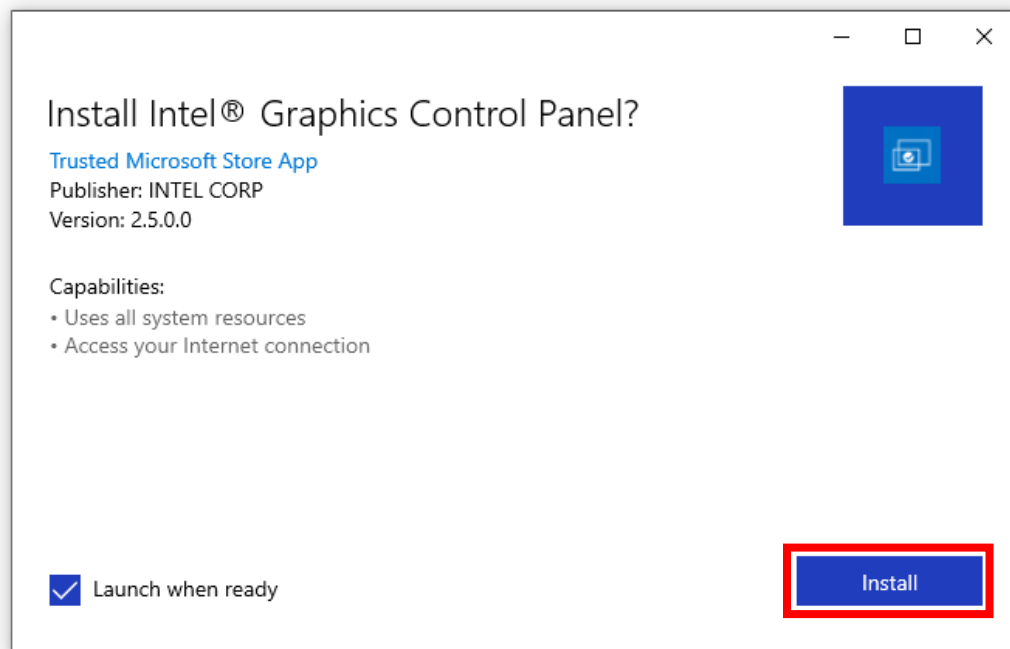 Install Intel® Graphics Control Panel?
Trusted Microsoft Store App
Publisher: INTEL CORP
Version: 2.5.0.0
Capabilities:
• Uses all system resources
• Access your Internet connection
Launch when ready
Install